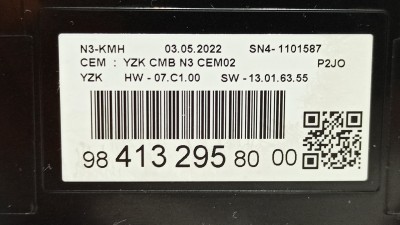 N3-KMH 03.05.2022 SN4- 1101587
CEM : YZK CMB N3 CEM02 P2JO
YZK HW - 07.C1.00 SW - 13.01.63.55
98 413 295 80 00